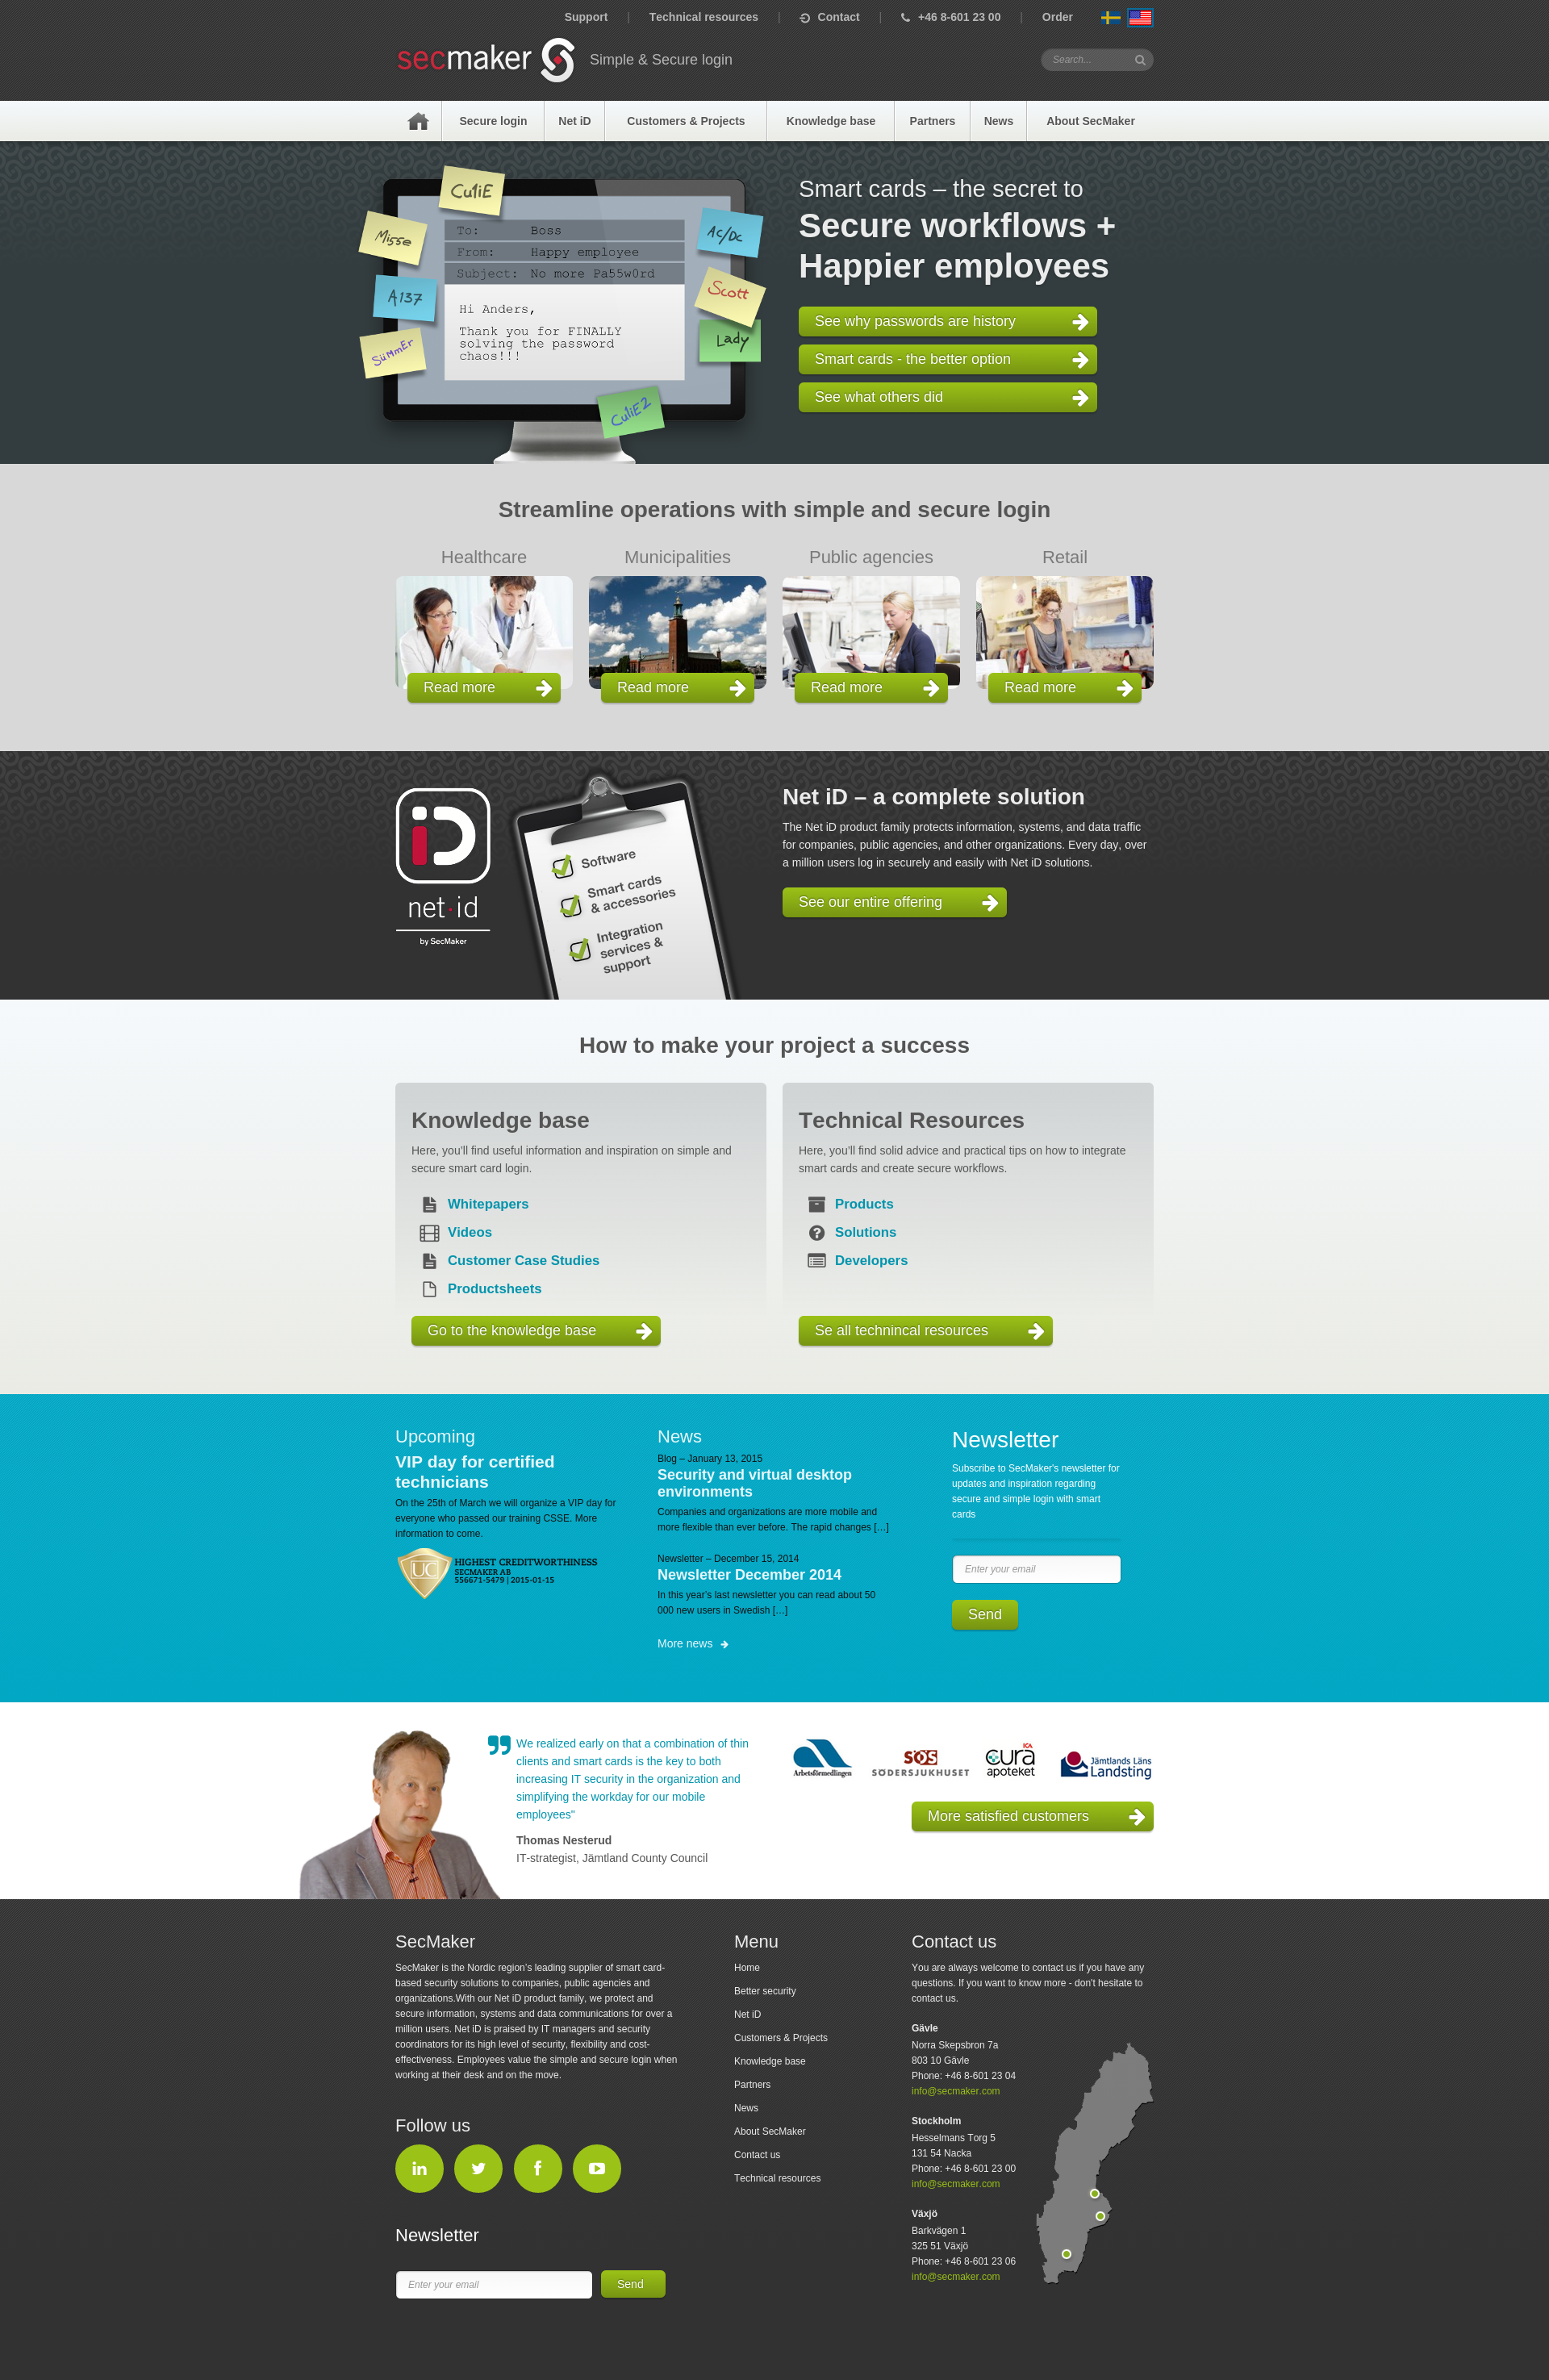 Support | Technical resources | Contact | +46 8-601 23 00 | Order
secmaker
Simple & Secure login
Search...
Secure login
Net iD
Customers & Projects
Knowledge base
Partners
News
About SecMaker
CutiE
Misse
A137
SuMmEr
AC/DC
Scott
Lady
CutiE2
To: Boss
From: Happy employee
Subject: No more Pa55w0rd
Hi Anders,
Thank you for FINALLY
solving the password
chaos!!!
Smart cards – the secret to
Secure workflows +
Happier employees
See why passwords are history
Smart cards - the better option
See what others did
Streamline operations with simple and secure login
Healthcare
Municipalities
Public agencies
Retail
Read more
Read more
Read more
Read more
iD
net·id
by SecMaker
Software
Smart cards
& accessories
Integration
services &
support
Net iD – a complete solution
The Net iD product family protects information, systems, and data traffic
for companies, public agencies, and other organizations. Every day, over
a million users log in securely and easily with Net iD solutions.
See our entire offering
How to make your project a success
Knowledge base
Here, you’ll find useful information and inspiration on simple and
secure smart card login.
Whitepapers
Videos
Customer Case Studies
Productsheets
Go to the knowledge base
Technical Resources
Here, you’ll find solid advice and practical tips on how to integrate
smart cards and create secure workflows.
Products
Solutions
Developers
Se all technincal resources
Upcoming
VIP day for certified
technicians
On the 25th of March we will organize a VIP day for
everyone who passed our training CSSE. More
information to come.
UC
HIGHEST CREDITWORTHINESS
SECMAKER AB
556671-5479 | 2015-01-15
News
Blog – January 13, 2015
Security and virtual desktop
environments
Companies and organizations are more mobile and
more flexible than ever before. The rapid changes […]
Newsletter – December 15, 2014
Newsletter December 2014
In this year’s last newsletter you can read about 50
000 new users in Swedish […]
More news
Newsletter
Subscribe to SecMaker's newsletter for
updates and inspiration regarding
secure and simple login with smart
cards
Enter your email
Send
We realized early on that a combination of thin
clients and smart cards is the key to both
increasing IT security in the organization and
simplifying the workday for our mobile
employees"
Thomas Nesterud
IT-strategist, Jämtland County Council
Arbetsförmedlingen
SÖS
SÖDERSJUKHUSET
ICA
cura
apoteket
Jämtlands Läns
Landsting
More satisfied customers
SecMaker
SecMaker is the Nordic region’s leading supplier of smart card-
based security solutions to companies, public agencies and
organizations.With our Net iD product family, we protect and
secure information, systems and data communications for over a
million users. Net iD is praised by IT managers and security
coordinators for its high level of security, flexibility and cost-
effectiveness. Employees value the simple and secure login when
working at their desk and on the move.
Follow us
Newsletter
Enter your email
Send
Menu
Home
Better security
Net iD
Customers & Projects
Knowledge base
Partners
News
About SecMaker
Contact us
Technical resources
Contact us
You are always welcome to contact us if you have any
questions. If you want to know more - don't hesitate to
contact us.
Gävle
Norra Skepsbron 7a
803 10 Gävle
Phone: +46 8-601 23 04
info@secmaker.com
Stockholm
Hesselmans Torg 5
131 54 Nacka
Phone: +46 8-601 23 00
info@secmaker.com
Växjö
Barkvägen 1
325 51 Växjö
Phone: +46 8-601 23 06
info@secmaker.com